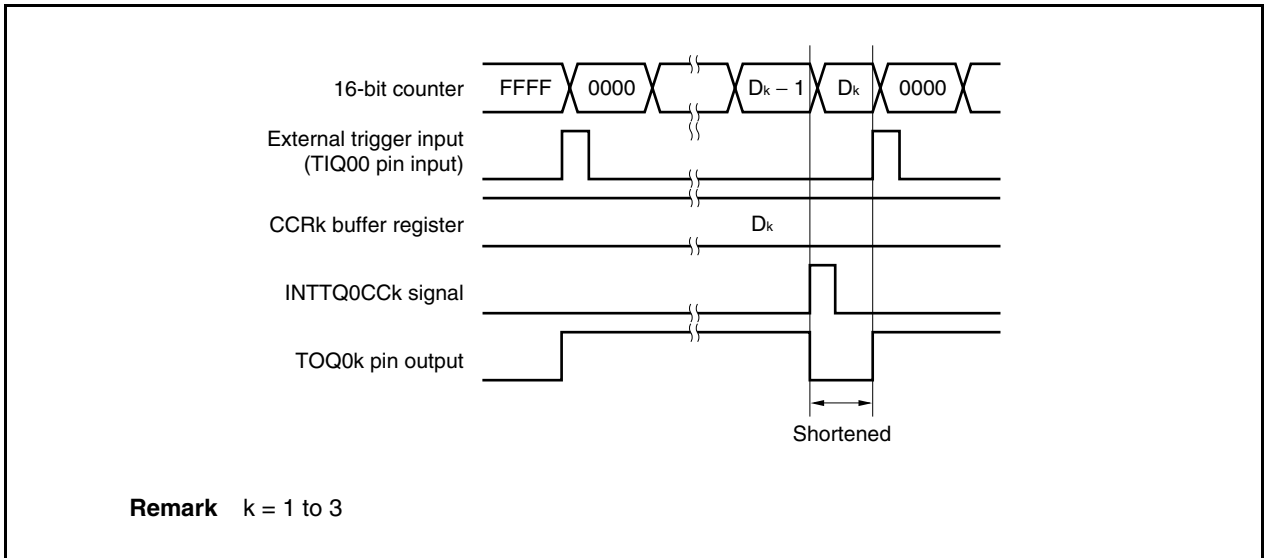 16-bit counter FFFF 0000 Dk − 1 Dk 0000
External trigger input
(TIQ00 pin input)
CCRk buffer register Dk
INTTQ0CCk signal
TOQ0k pin output
Shortened
Remark k = 1 to 3